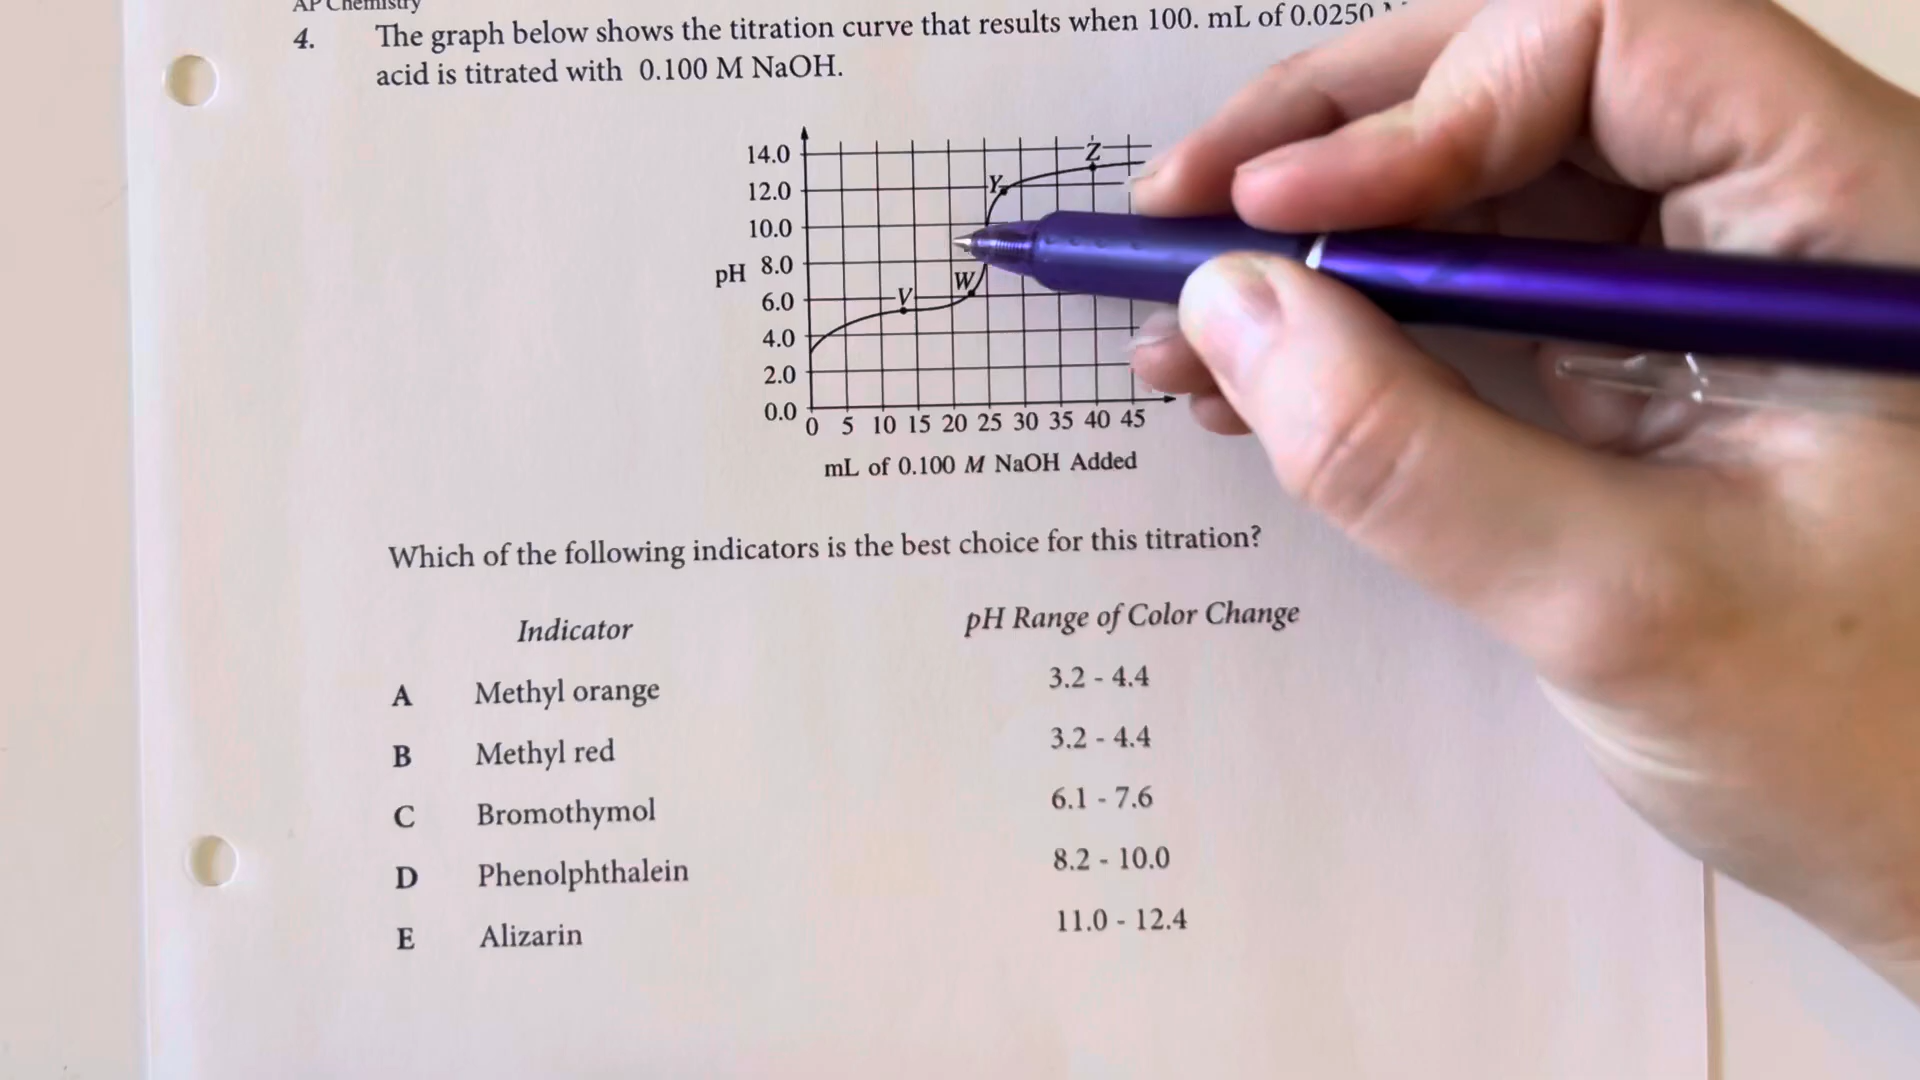 AP Chemistry
4. The graph below shows the titration curve that results when 100. mL of 0.0250
acid is titrated with 0.100 M NaOH.
14.0
12.0
10.0
8.0
6.0
4.0
2.0
0.0
pH
Z
Y
W
V
0 5 10 15 20 25 30 35 40 45
mL of 0.100 M NaOH Added
Which of the following indicators is the best choice for this titration?
Indicator pH Range of Color Change
A Methyl orange 3.2 - 4.4
B Methyl red 3.2 - 4.4
C Bromothymol 6.1 - 7.6
D Phenolphthalein 8.2 - 10.0
E Alizarin 11.0 - 12.4